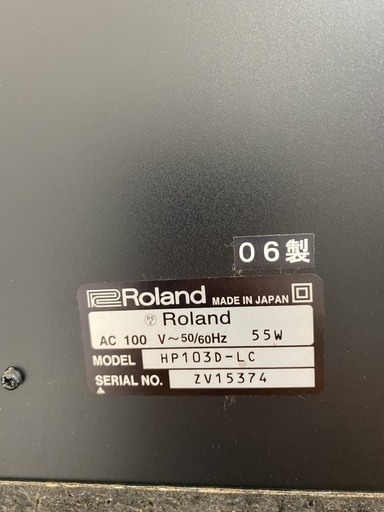 06製
Roland MADE IN JAPAN
Roland
AC 100 V~50/60Hz 55W
MODEL HP103D-LC
SERIAL NO. ZV15374